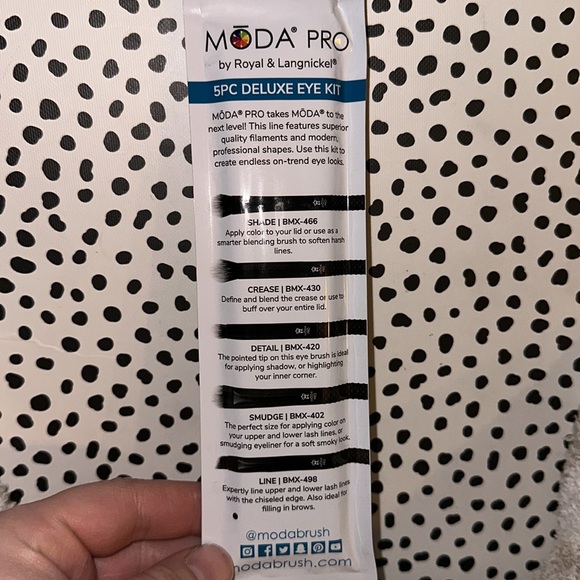 MŌDA® PRO
by Royal & Langnickel®
5PC DELUXE EYE KIT
MŌDA® PRO takes MŌDA® to the
next level! This line features superior
quality filaments and modern,
professional shapes. Use this kit to
create endless on-trend eye looks.
SHADE | BMX-466
Apply color to your lid or use as a
smarter blending brush to soften harsh
lines.
CREASE | BMX-430
Define and blend the crease or use to
buff over your entire lid.
DETAIL | BMX-420
The pointed tip on this eye brush is ideal
for applying shadow, or highlighting
your inner corner.
SMUDGE | BMX-402
The perfect size for applying color on
your upper and lower lash lines, or
smudging eyeliner for a soft smoky look.
LINE | BMX-498
Expertly line upper and lower lash lines
with the chiseled edge. Also ideal for
filling in brows.
@modabrush
modabrush.com